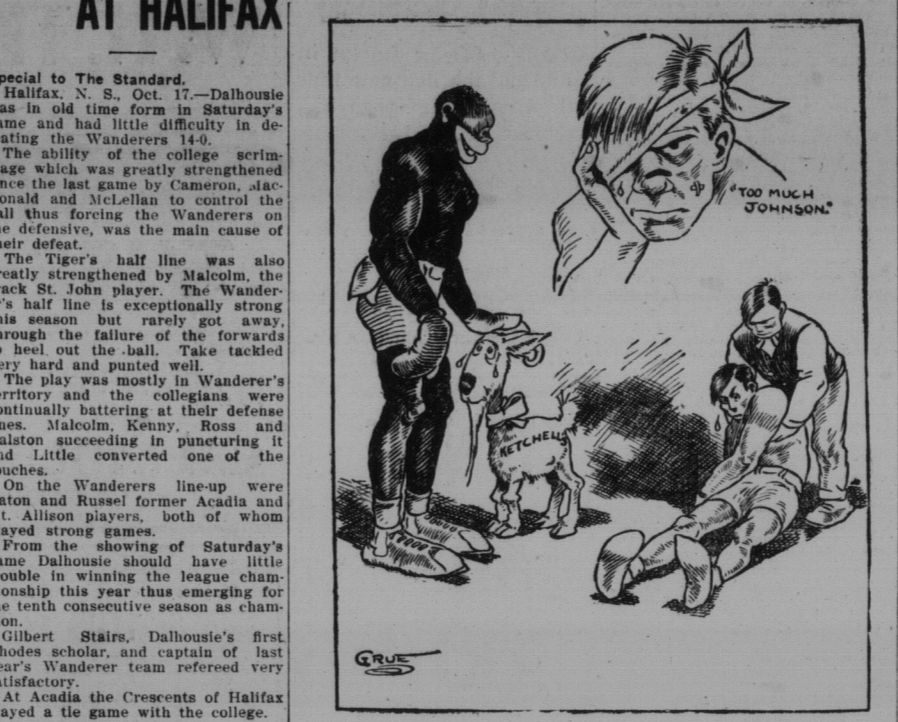 AT HALIFAX
pecial to The Standard.
Halifax, N. S., Oct. 17.—Dalhousie
as in old time form in Saturday's
ame and had little difficulty in de-
ating the Wanderers 14-0.
The ability of the college scrim-
age which was greatly strengthened
nce the last game by Cameron, Mac-
onald and McLellan to control the
all thus forcing the Wanderers on
e defensive, was the main cause of
eir defeat.
The Tiger's half line was also
reatly strengthened by Malcolm, the
rack St. John player. The Wander-
r's half line is exceptionally strong
his season but rarely got away,
hrough the failure of the forwards
o heel out the ball. Take tackled
ery hard and punted well.
The play was mostly in Wanderer's
erritory and the collegians were
ontinually battering at their defense
nes. Malcolm, Kenny, Ross and
alston succeeding in puncturing it
nd Little converted one of the
ouches.
On the Wanderers line-up were
aton and Russel former Acadia and
t. Allison players, both of whom
ayed strong games.
From the showing of Saturday's
ame Dalhousie should have little
ouble in winning the league cham-
onship this year thus emerging for
e tenth consecutive season as cham-
on.
Gilbert Stairs, Dalhousie's first
hodes scholar, and captain of last
ear's Wanderer team refereed very
atisfactory.
At Acadia the Crescents of Halifax
ayed a tie game with the college.
"TOO MUCH
JOHNSON."
KETCHELL'S
GRUE